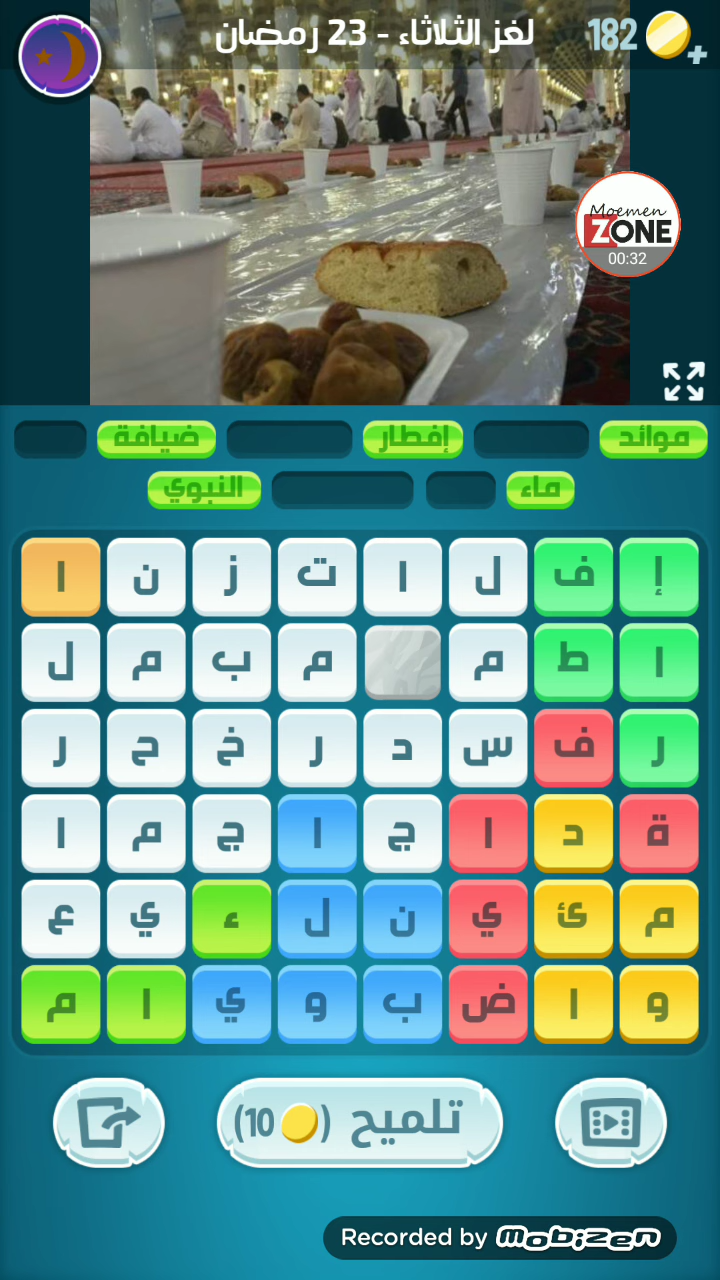 لغز الثلاثاء - 23 رمضان
182
+
Moemen
ZONE
00:32
موائد إفطار ضيافة
ماء النبوي
إ ف ل ا ت ز ن ا
ا ط م م ب م ل
ر ف س د ر خ ح ر
ة د ا ج ا ج م ا
م ئ ي ن ل ء ي ع
و ا ض ب و ي ا م
تلميح (10)
Recorded by mobizen